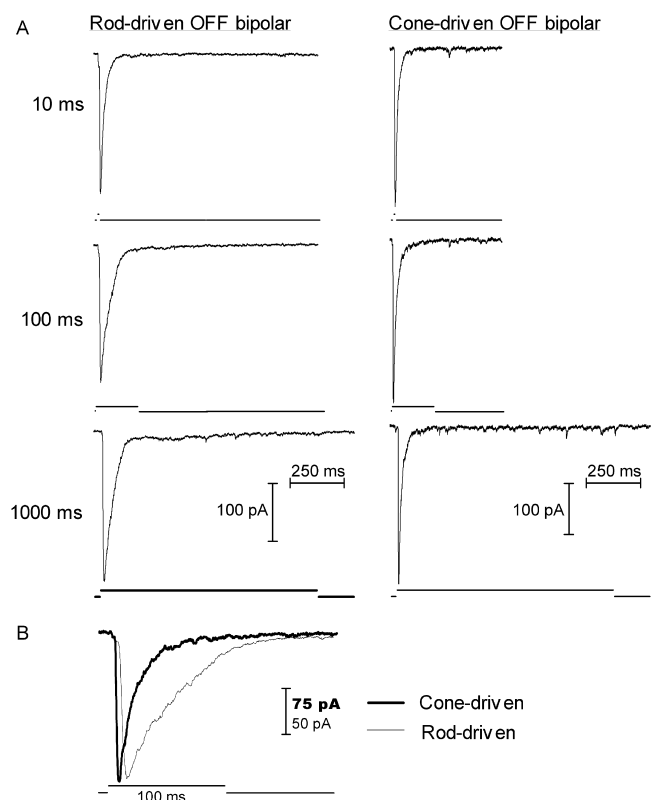 A
Rod-driven OFF bipolar
Cone-driven OFF bipolar
10 ms
100 ms
1000 ms
250 ms
100 pA
250 ms
100 pA
B
75 pA
50 pA
Cone-driven
Rod-driven
100 ms